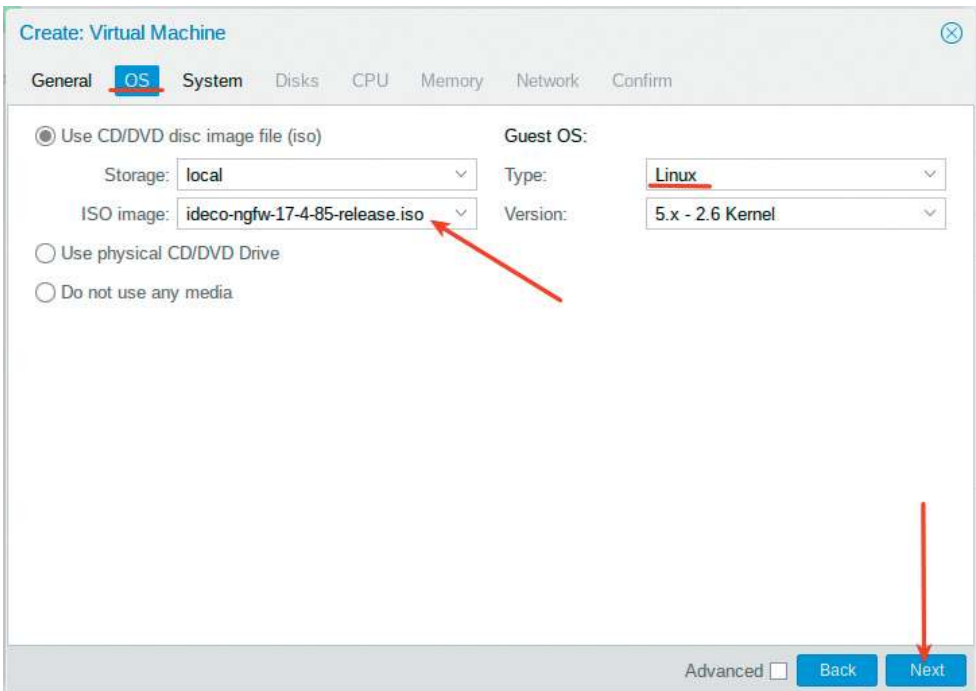 Create: Virtual Machine
General OS System Disks CPU Memory Network Confirm
Use CD/DVD disc image file (iso) Guest OS:
Storage: local Type: Linux
ISO image: ideco-ngfw-17-4-85-release.iso Version: 5.x - 2.6 Kernel
Use physical CD/DVD Drive
Do not use any media
Advanced Back Next